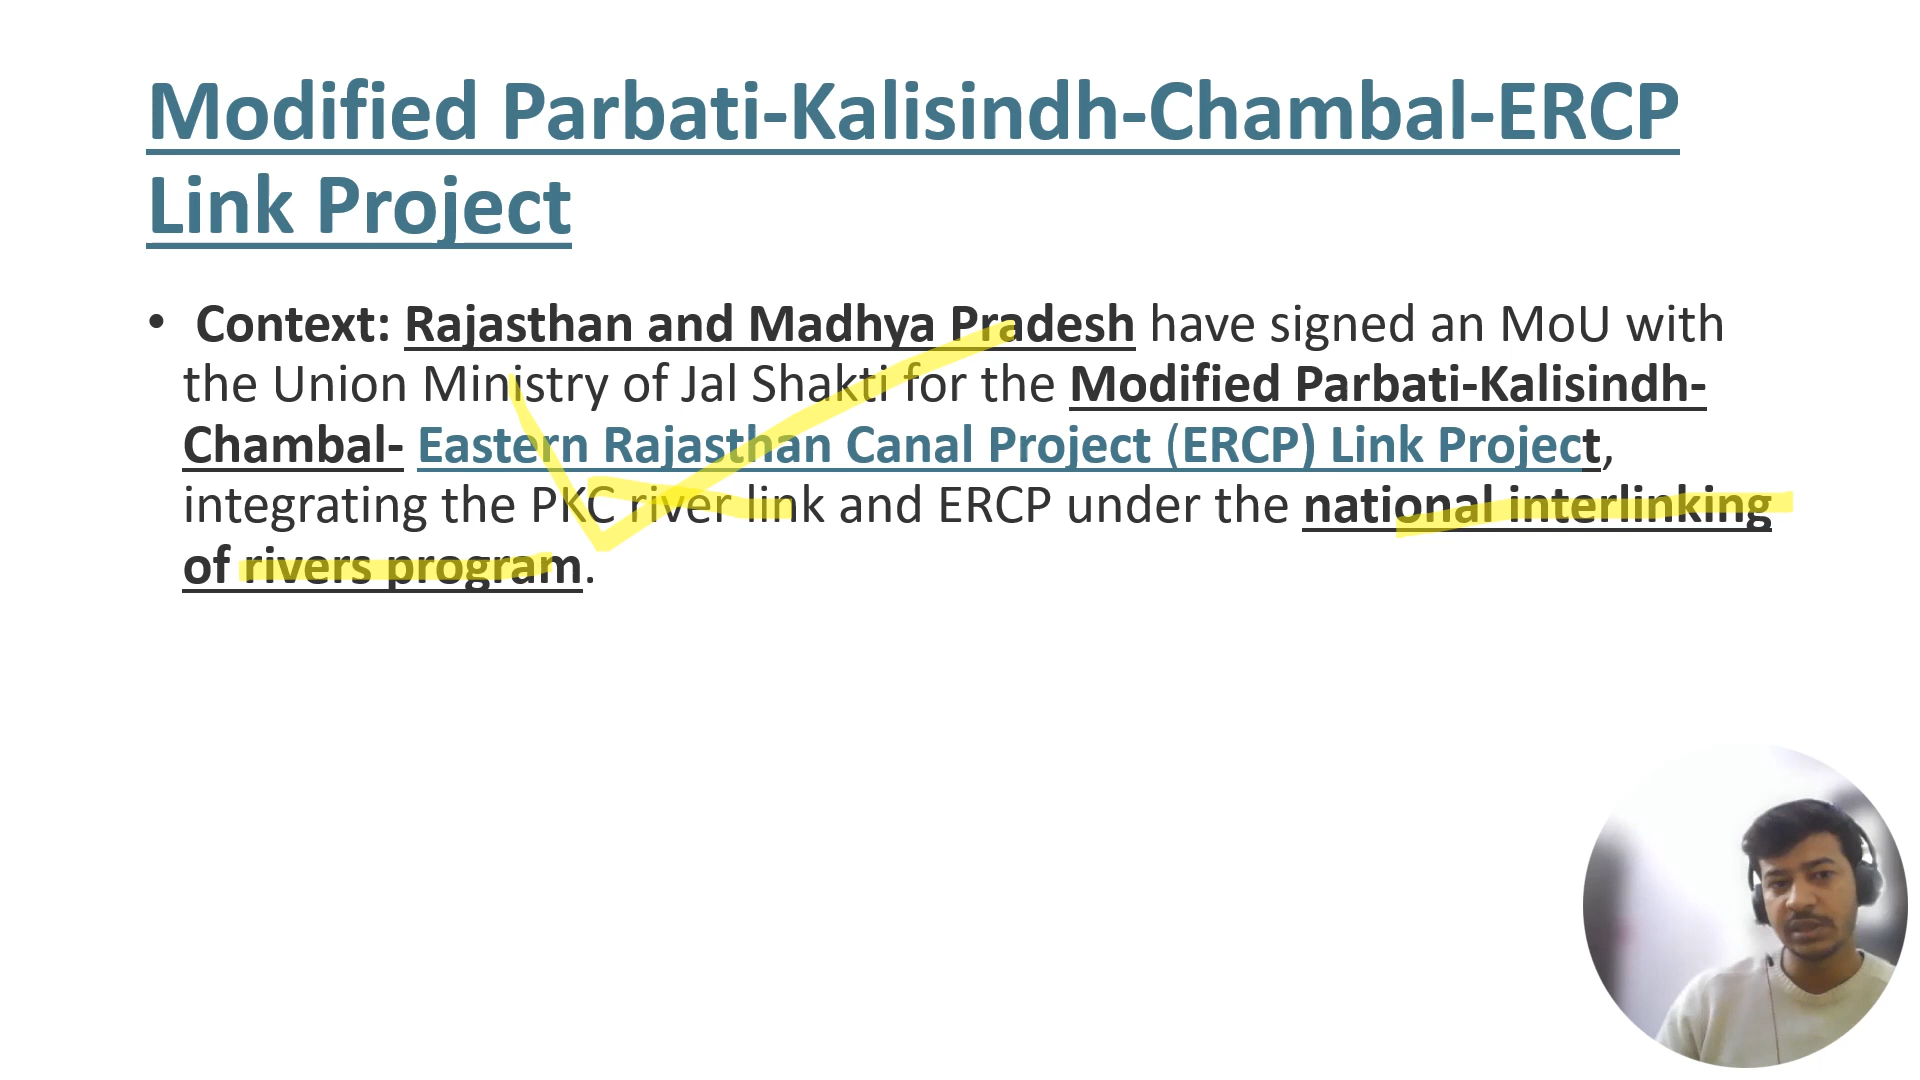 Modified Parbati-Kalisindh-Chambal-ERCP
Link Project
• Context: Rajasthan and Madhya Pradesh have signed an MoU with
the Union Ministry of Jal Shakti for the Modified Parbati-Kalisindh-
Chambal- Eastern Rajasthan Canal Project (ERCP) Link Project,
integrating the PKC river link and ERCP under the national interlinking
of rivers program.